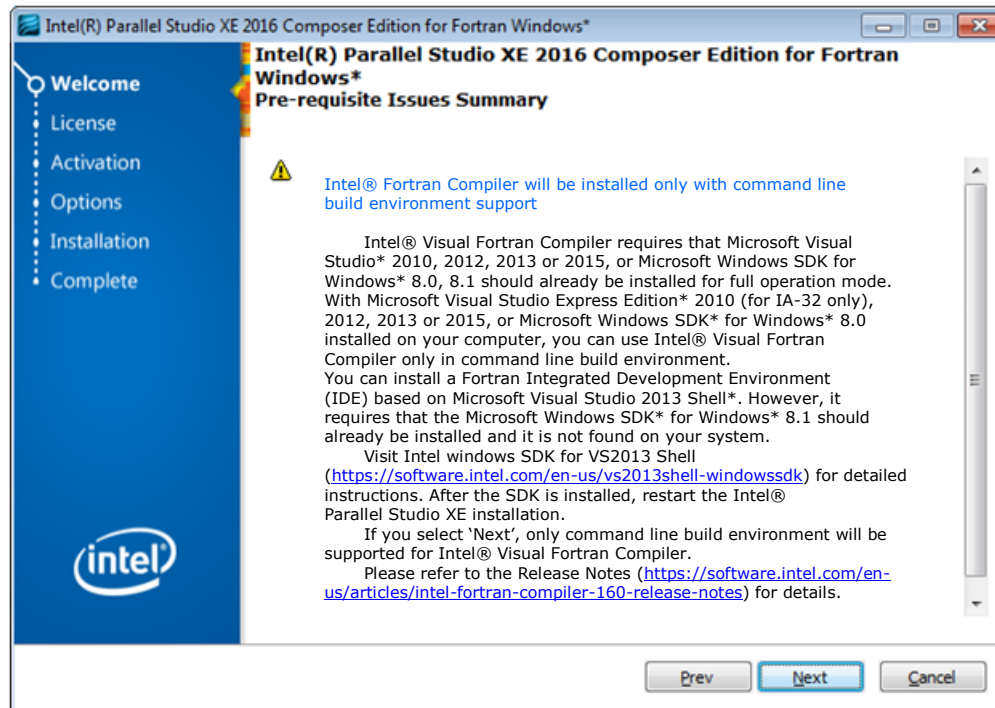 Intel(R) Parallel Studio XE 2016 Composer Edition for Fortran Windows*
Welcome
License
Activation
Options
Installation
Complete
intel
Intel(R) Parallel Studio XE 2016 Composer Edition for Fortran
Windows*
Pre-requisite Issues Summary
Intel® Fortran Compiler will be installed only with command line
build environment support
Intel® Visual Fortran Compiler requires that Microsoft Visual
Studio* 2010, 2012, 2013 or 2015, or Microsoft Windows SDK for
Windows* 8.0, 8.1 should already be installed for full operation mode.
With Microsoft Visual Studio Express Edition* 2010 (for IA-32 only),
2012, 2013 or 2015, or Microsoft Windows SDK* for Windows* 8.0
installed on your computer, you can use Intel® Visual Fortran
Compiler only in command line build environment.
You can install a Fortran Integrated Development Environment
(IDE) based on Microsoft Visual Studio 2013 Shell*. However, it
requires that the Microsoft Windows SDK* for Windows* 8.1 should
already be installed and it is not found on your system.
Visit Intel windows SDK for VS2013 Shell
(https://software.intel.com/en-us/vs2013shell-windowssdk) for detailed
instructions. After the SDK is installed, restart the Intel®
Parallel Studio XE installation.
If you select ‘Next’, only command line build environment will be
supported for Intel® Visual Fortran Compiler.
Please refer to the Release Notes (https://software.intel.com/en-
us/articles/intel-fortran-compiler-160-release-notes) for details.
Prev
Next
Cancel